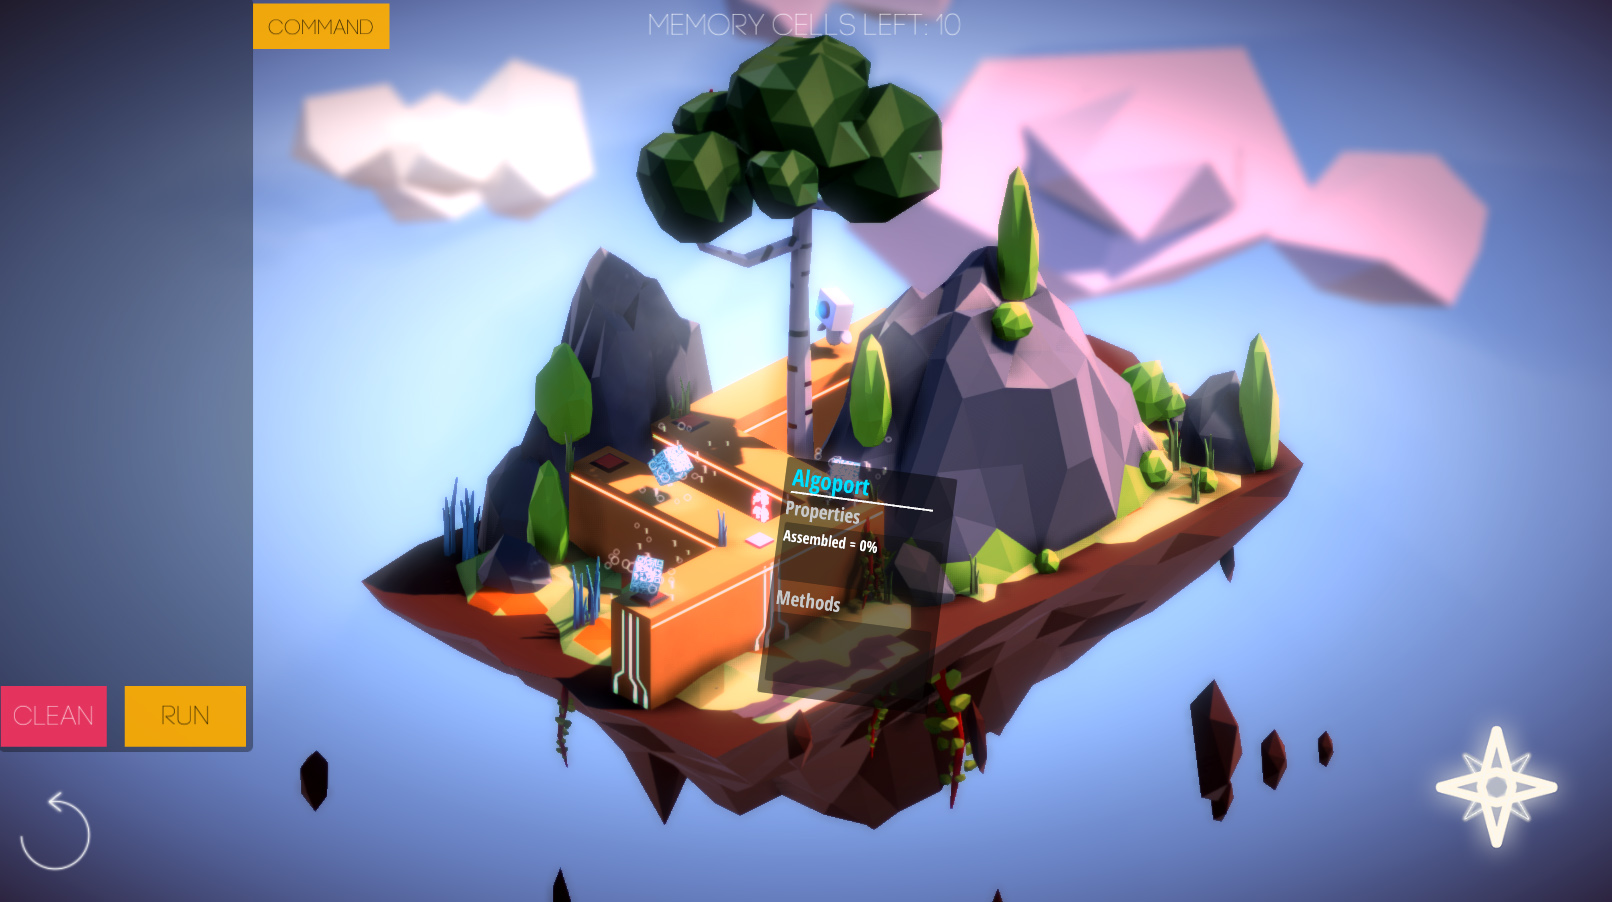 COMMAND
MEMORY CELLS LEFT: 10
Algoport
Properties
Assembled = 0%
Methods
CLEAN
RUN